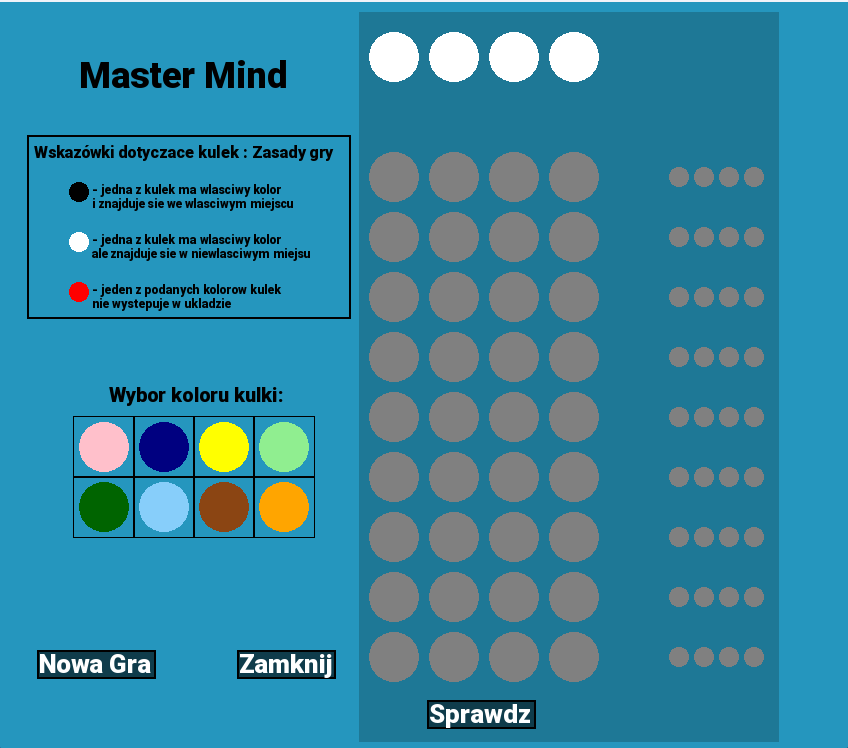 Master Mind
Wskazówki dotyczace kulek : Zasady gry
- jedna z kulek ma wlasciwy kolor
i znajduje sie we wlasciwym miejscu
- jedna z kulek ma wlasciwy kolor
ale znajduje sie w niewlasciwym miejsu
- jeden z podanych kolorow kulek
nie wystepuje w ukladzie
Wybor koloru kulki:
Nowa Gra
Zamknij
Sprawdz